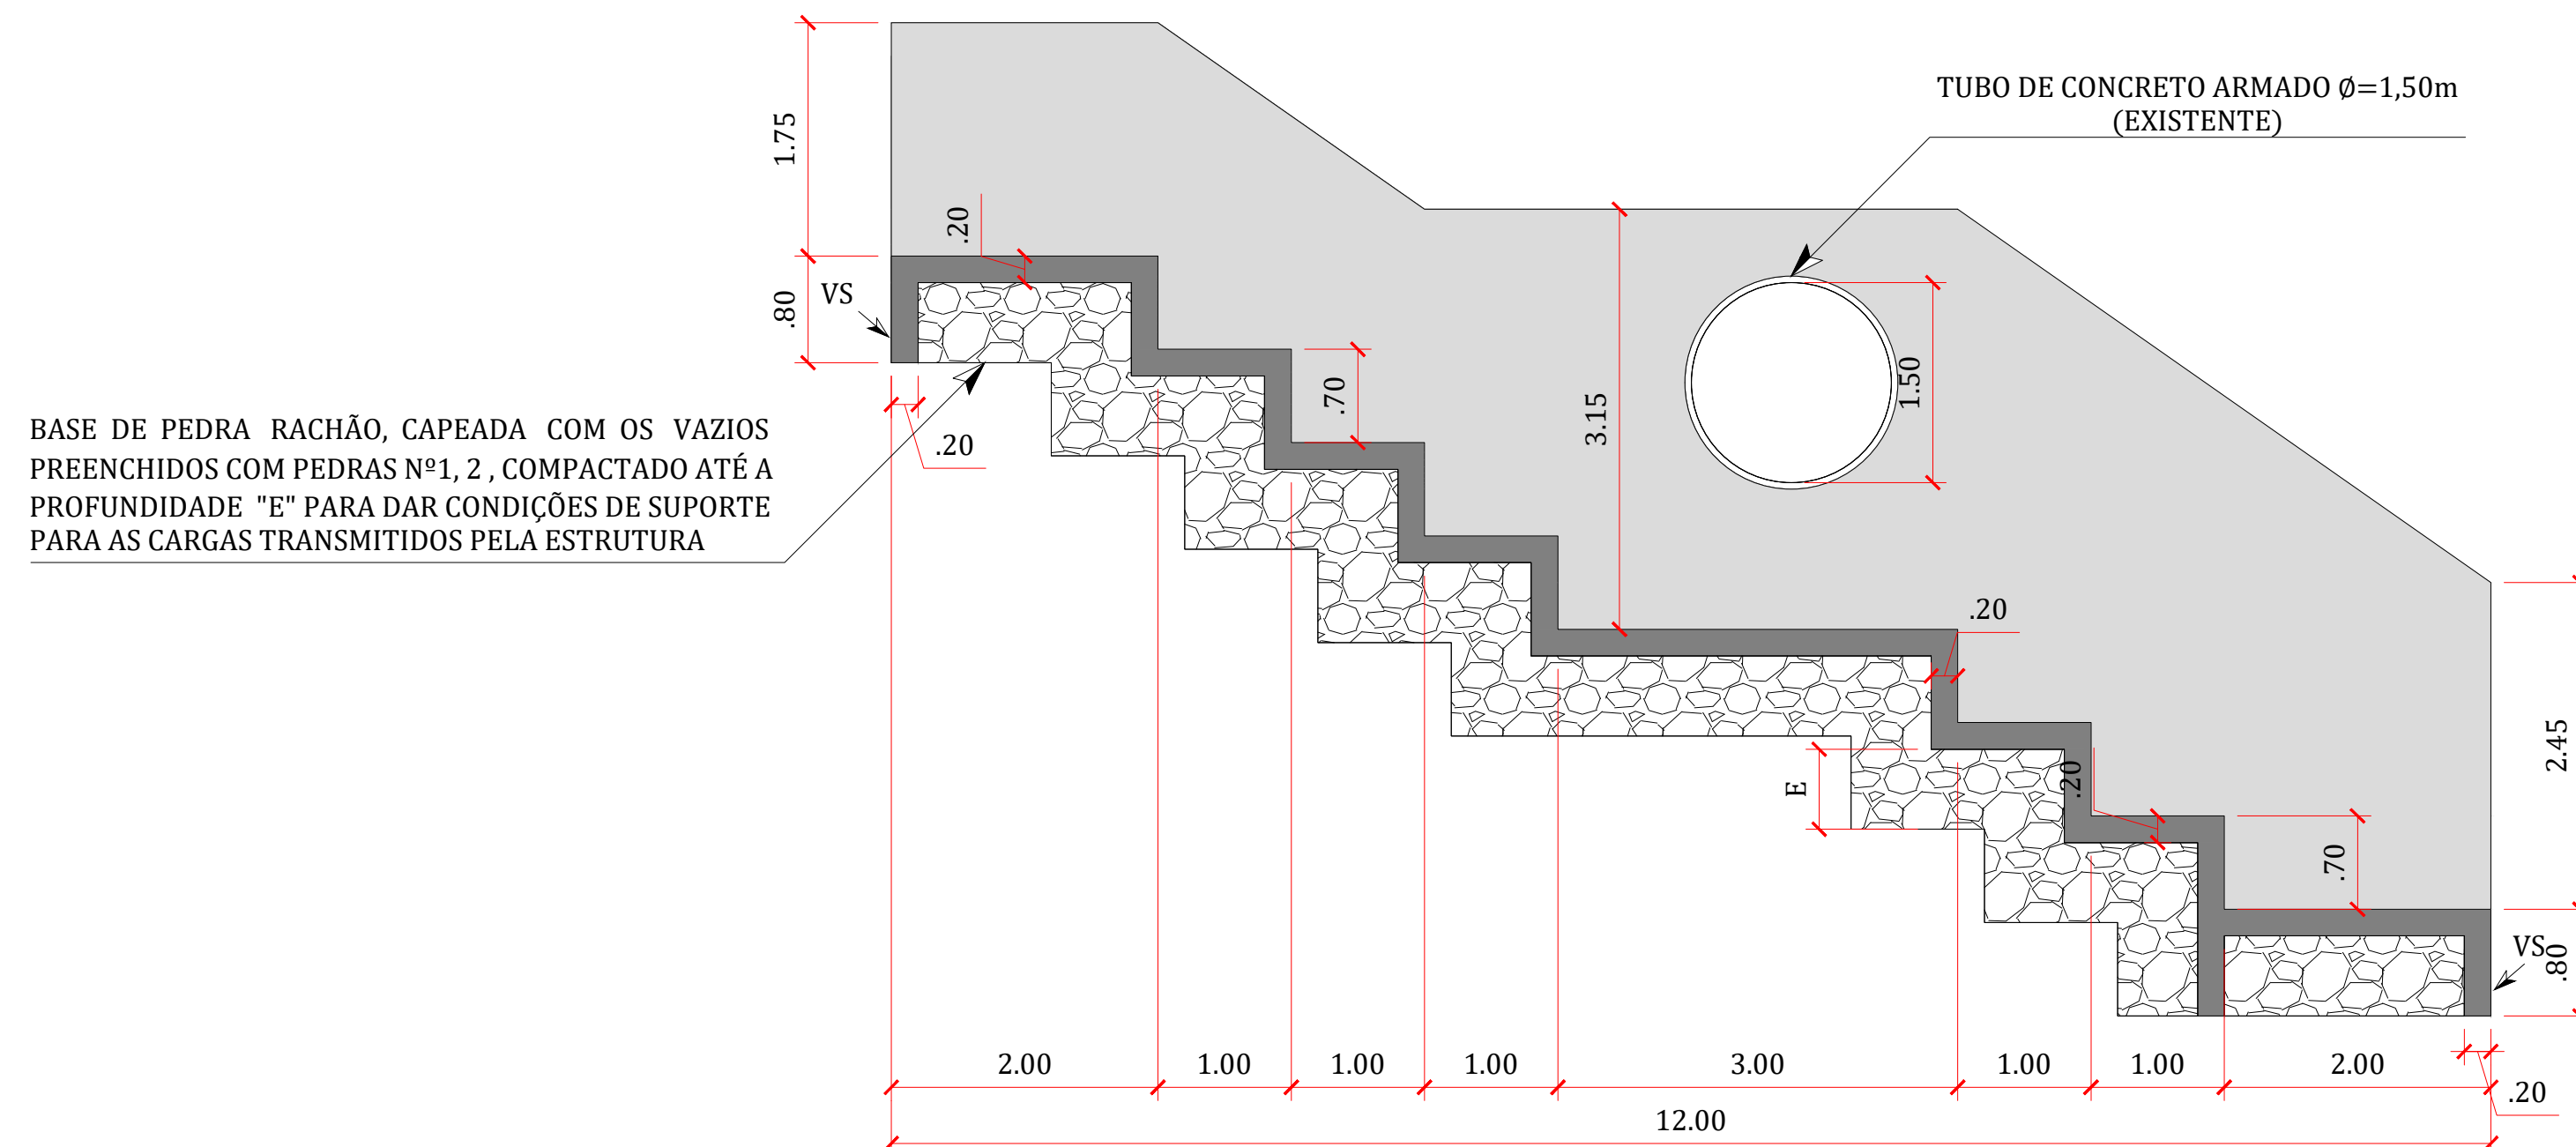 TUBO DE CONCRETO ARMADO Ø=1,50m
(EXISTENTE)
1.75
.20
.80
VS
.20
BASE DE PEDRA RACHÃO, CAPEADA COM OS VAZIOS
PREENCHIDOS COM PEDRAS Nº1, 2 , COMPACTADO ATÉ A
PROFUNDIDADE "E" PARA DAR CONDIÇÕES DE SUPORTE
PARA AS CARGAS TRANSMITIDOS PELA ESTRUTURA
.70
3.15
1.50
.20
E
.20
.70
2.45
VS
.80
2.00 1.00 1.00 1.00 3.00 1.00 1.00 2.00
.20
12.00